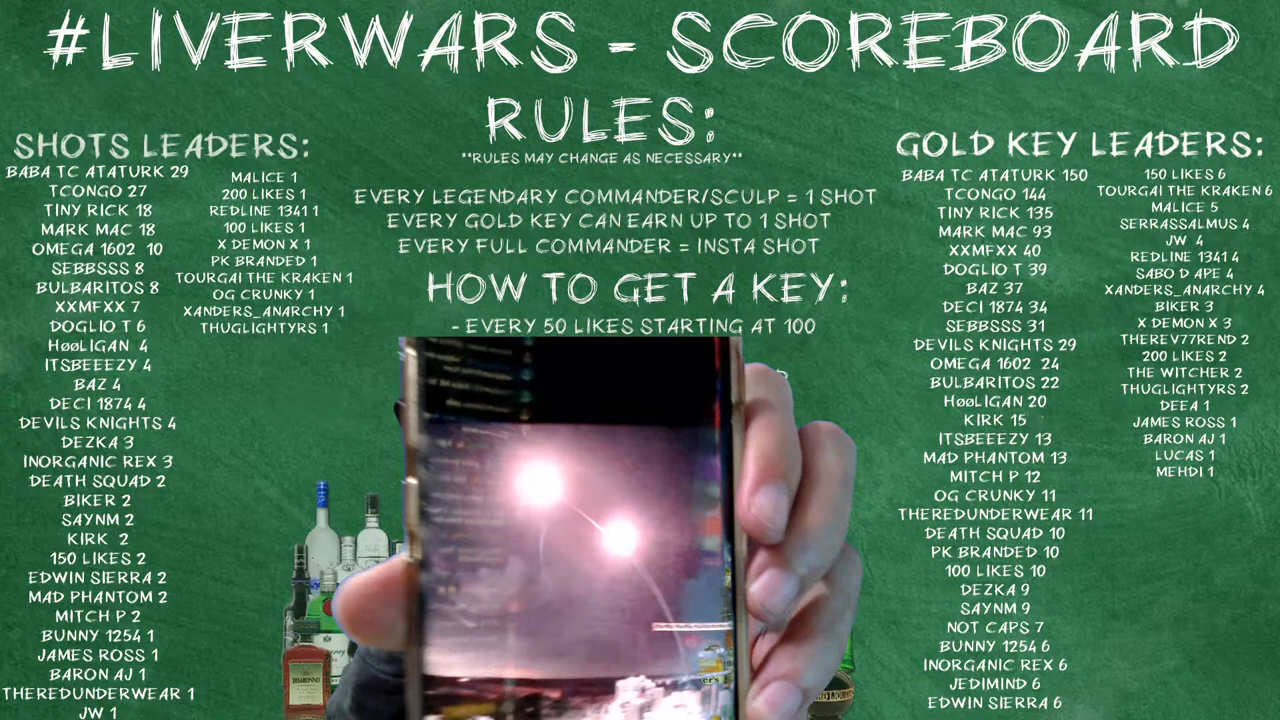 #LIVERWARS - SCOREBOARD
RULES:
**RULES MAY CHANGE AS NECESSARY**
EVERY LEGENDARY COMMANDER/SCULP = 1 SHOT
EVERY GOLD KEY CAN EARN UP TO 1 SHOT
EVERY FULL COMMANDER = INSTA SHOT
HOW TO GET A KEY:
- EVERY 50 LIKES STARTING AT 100
SHOTS LEADERS:
BABA TC ATATURK 29
TCONGO 27
TINY RICK 18
MARK MAC 18
OMEGA 1602 10
SEBBSSS 8
BULBARITOS 8
XXMFXX 7
DOGLIO T 6
HøøLIGAN 4
ITSBEEEZY 4
BAZ 4
DECI 1874 4
DEVILS KNIGHTS 4
DEZKA 3
INORGANIC REX 3
DEATH SQUAD 2
BIKER 2
SAYNM 2
KIRK 2
150 LIKES 2
EDWIN SIERRA 2
MAD PHANTOM 2
MITCH P 2
BUNNY 1254 1
JAMES ROSS 1
BARON AJ 1
THEREDUNDERWEAR 1
JW 1
MALICE 1
200 LIKES 1
REDLINE 1341 1
100 LIKES 1
X DEMON X 1
PK BRANDED 1
TOURGAI THE KRAKEN 1
OG CRUNKY 1
XANDERS_ANARCHY 1
THUGLIGHTYRS 1
GOLD KEY LEADERS:
BABA TC ATATURK 150
TCONGO 144
TINY RICK 135
MARK MAC 93
XXMFXX 40
DOGLIO T 39
BAZ 37
DECI 1874 34
SEBBSSS 31
DEVILS KNIGHTS 29
OMEGA 1602 24
BULBARITOS 22
HøøLIGAN 20
KIRK 15
ITSBEEEZY 13
MAD PHANTOM 13
MITCH P 12
OG CRUNKY 11
THEREDUNDERWEAR 11
DEATH SQUAD 10
PK BRANDED 10
100 LIKES 10
DEZKA 9
SAYNM 9
NOT CAPS 7
BUNNY 1254 6
INORGANIC REX 6
JEDIMIND 6
EDWIN SIERRA 6
150 LIKES 6
TOURGAI THE KRAKEN 6
MALICE 5
SERRASSALMUS 4
JW 4
REDLINE 1341 4
SABO D APE 4
XANDERS_ANARCHY 4
BIKER 3
X DEMON X 3
THEREV77REND 2
200 LIKES 2
THE WITCHER 2
THUGLIGHTYRS 2
DEEA 1
JAMES ROSS 1
BARON AJ 1
LUCAS 1
MEHDI 1
DISARONNO